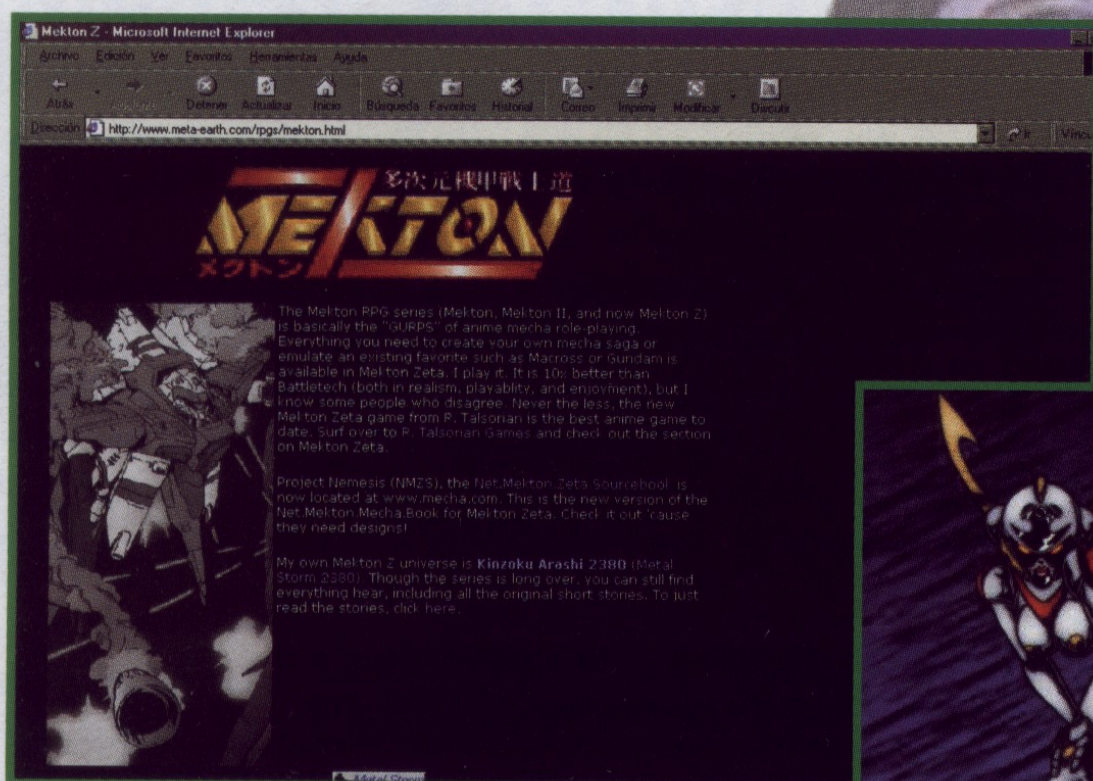 Mekton Z - Microsoft Internet Explorer
Archivo Edición Ver Favoritos Herramientas Ayuda
Atrás Detener Actualizar Inicio Búsqueda Favoritos Historial Correo Imprimir Modificar Discutir
Dirección http://www.meta-earth.com/rpgs/mekton.html Ir Víncu
多次元機甲戦士道
MEKTON
メクトン
The Mekton RPG series (Mekton, Mekton II, and now Mekton Z)
is basically the "GURPS" of anime mecha role-playing.
Everything you need to create your own mecha saga or
emulate an existing favorite such as Macross or Gundam is
available in Mekton Zeta. I play it. It is 10x better than
Battletech (both in realism, playablity, and enjoyment), but I
know some people who disagree. Never the less, the new
Mekton Zeta game from R. Talsorian is the best anime game to
date. Surf over to R. Talsorian Games and check out the section
on Mekton Zeta.
Project Nemesis (NMZS), the Net.Mekton.Zeta.Sourcebook is
now located at www.mecha.com. This is the new version of the
Net.Mekton.Mecha.Book for Mekton Zeta. Check it out 'cause
they need designs!
My own Mekton Z universe is Kinzoku Arashi 2380 (Metal
Storm 2380). Though the series is long over, you can still find
everything hear, including all the original short stories. To just
read the stories, click here.